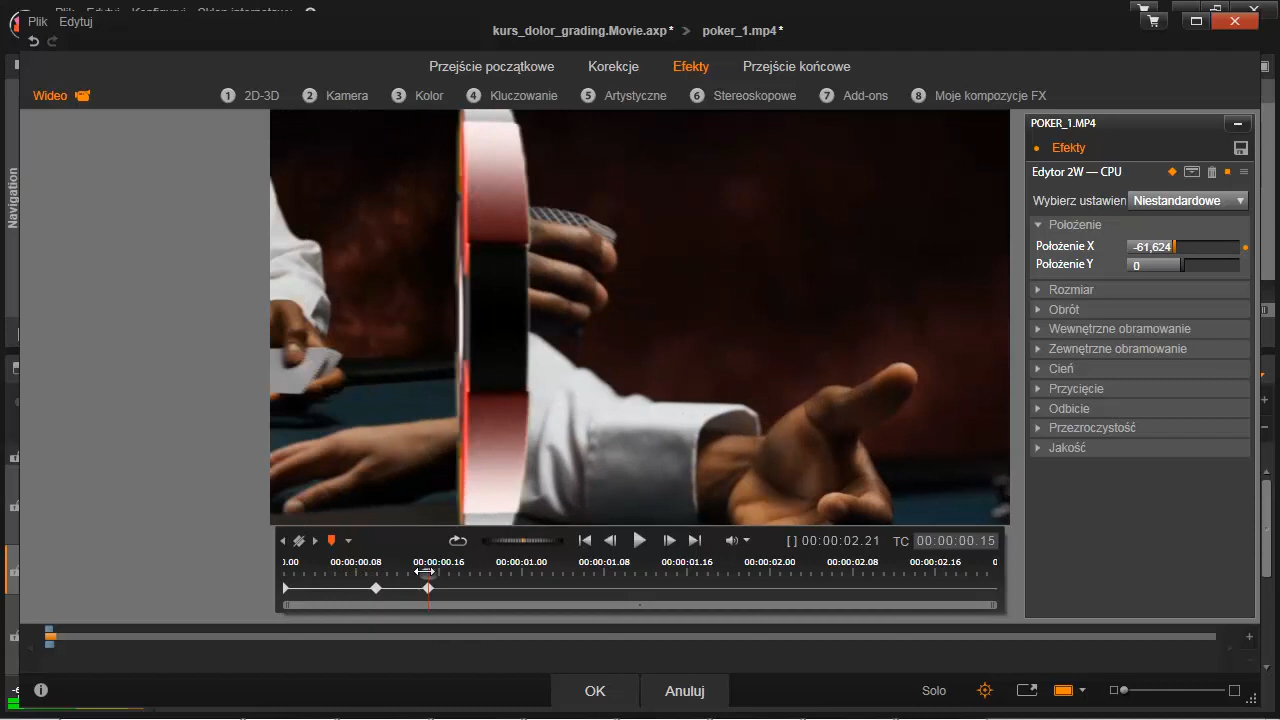 Plik Edytuj
kurs_dolor_grading.Movie.axp* > poker_1.mp4*
Przejście początkowe Korekcje Efekty Przejście końcowe
Wideo 1 2D-3D 2 Kamera 3 Kolor 4 Kluczowanie 5 Artystyczne 6 Stereoskopowe 7 Add-ons 8 Moje kompozycje FX
Navigation
POKER_1.MP4
Efekty
Edytor 2W — CPU
Wybierz ustawien Niestandardowe
Położenie
Położenie X -61,624
Położenie Y 0
Rozmiar
Obrót
Wewnętrzne obramowanie
Zewnętrzne obramowanie
Cień
Przycięcie
Odbicie
Przezroczystość
Jakość
[ ] 00:00:02.21 TC 00:00:00.15
:0.00 00:00:00.08 00:00:00.16 00:00:01.00 00:00:01.08 00:00:01.16 00:00:02.00 00:00:02.08 00:00:02.16 0
OK Anuluj Solo